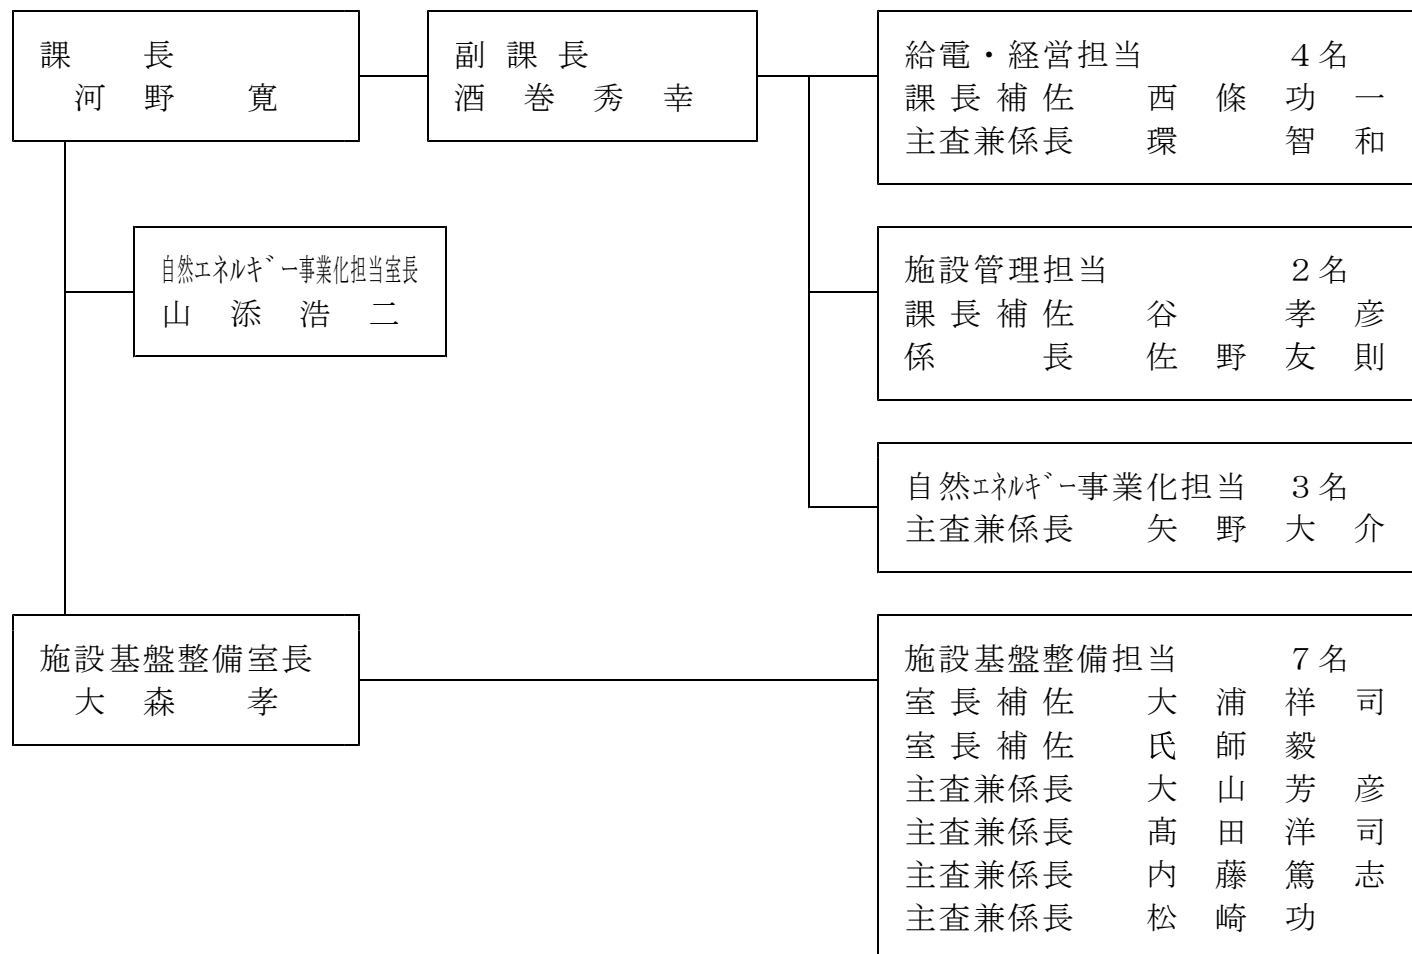 課長
河野寛
副課長
酒巻秀幸
給電・経営担当 4名
課長補佐 西條功一
主査兼係長 環智和
自然エネルギー事業化担当室長
山添浩二
施設管理担当 2名
課長補佐 谷孝彦
係長 佐野友則
自然エネルギー事業化担当 3名
主査兼係長 矢野大介
施設基盤整備室長
大森孝
施設基盤整備担当 7名
室長補佐 大浦祥司
室長補佐 氏師毅
主査兼係長 大山芳彦
主査兼係長 髙田洋司
主査兼係長 内藤篤志
主査兼係長 松崎功